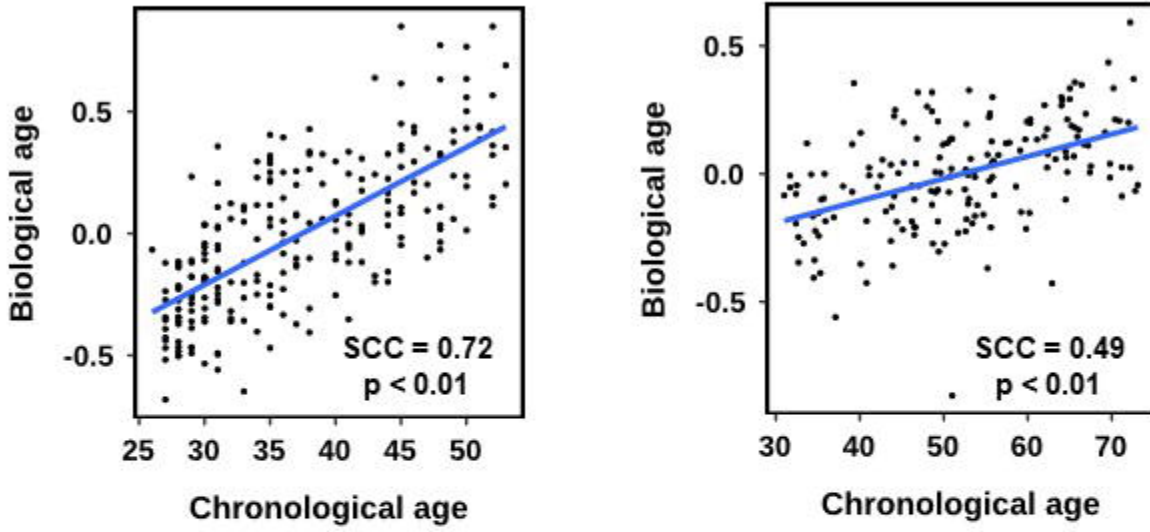 Biological age
0.5
0.0
-0.5
SCC = 0.72
p < 0.01
25 30 35 40 45 50
Chronological age
Biological age
0.5
0.0
-0.5
SCC = 0.49
p < 0.01
30 40 50 60 70
Chronological age